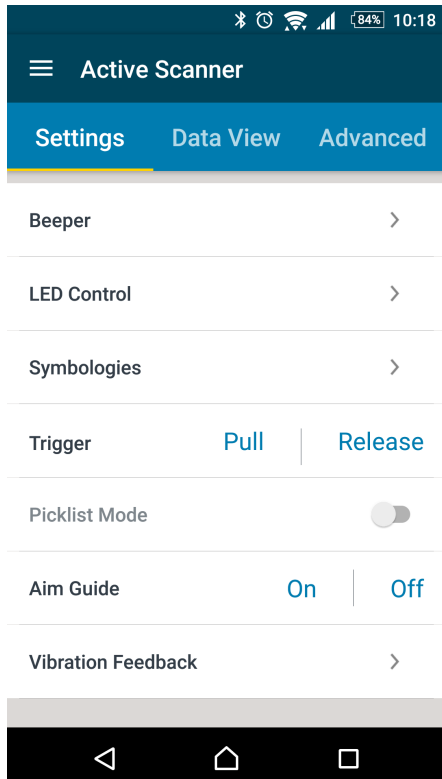 84% 10:18
Active Scanner
Settings Data View Advanced
Beeper
LED Control
Symbologies
Trigger Pull Release
Picklist Mode
Aim Guide On Off
Vibration Feedback